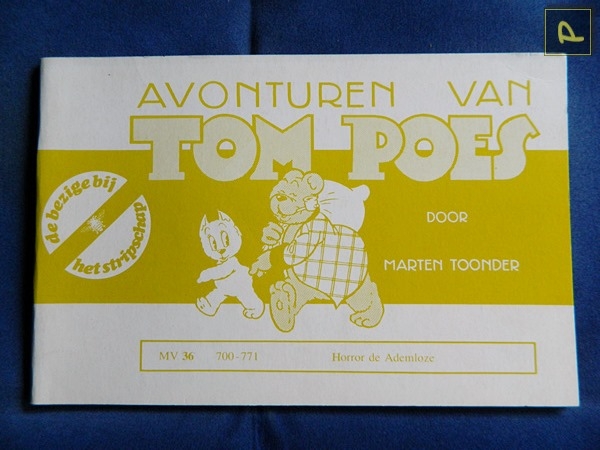 P
AVONTUREN VAN
TOM POES
de bezige bij
het stripschap
DOOR
MARTEN TOONDER
MV 36 700-771 Horror de Ademloze